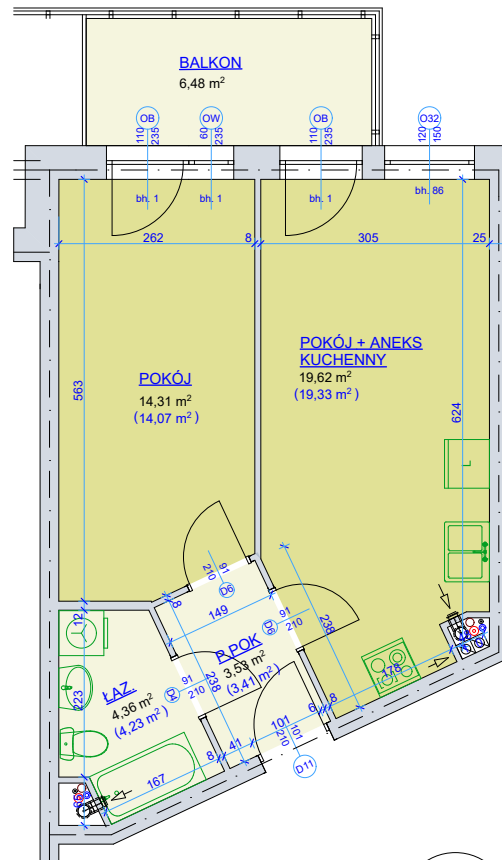 BALKON
6,48 m²
OB
110
235
OW
60
235
OB
110
235
O32
120
150
bh. 1
bh. 1
bh. 1
bh. 86
262
8
305
25
POKÓJ + ANEKS
KUCHENNY
19,62 m²
(19,33 m²)
POKÓJ
14,31 m²
(14,07 m²)
563
624
L
91
210
D6
8
149
91
210
D6
238
12
P.POK
3,53 m²
(3,41 m²)
ŁAZ.
4,36 m²
(4,23 m²)
91
210
D4
238
223
178
8
6
101
101
210
D11
41
8
167